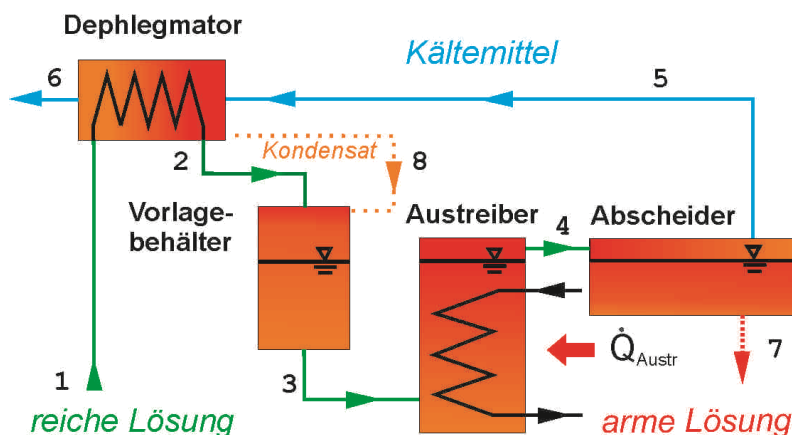 Dephlegmator
6
Kältemittel
5
2
Kondensat
8
Vorlage-
behälter
Austreiber
4
Abscheider
Q̇Austr
7
1
3
reiche Lösung
arme Lösung